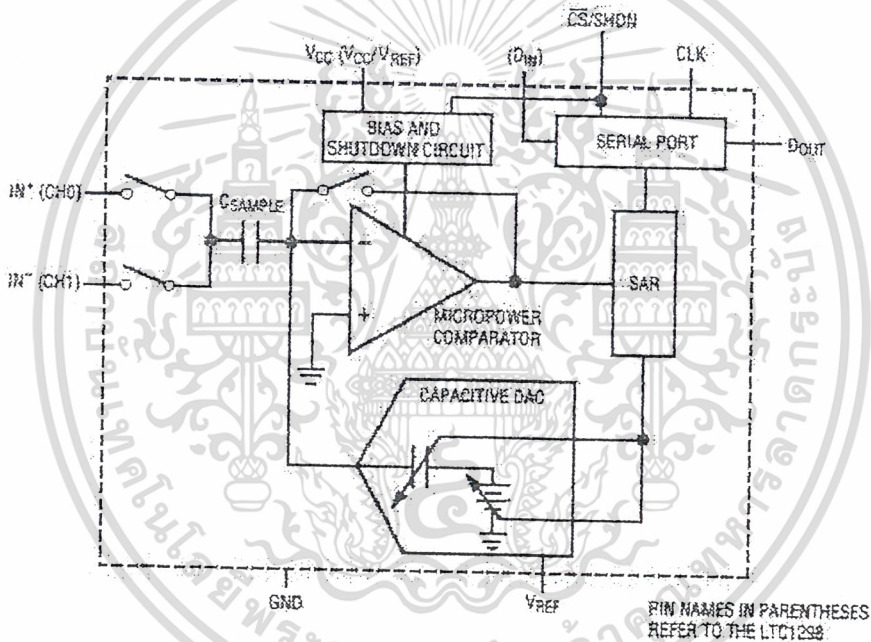 CS/SHDN
VCC (VCC/VREF)
(DIN)
CLK
BIAS AND
SHUTDOWN CIRCUIT
SERIAL PORT
DOUT
IN+ (CH0)
CSAMPLE
IN− (CH1)
−
+
SAR
MICROPOWER
COMPARATOR
CAPACITIVE DAC
GND
VREF
PIN NAMES IN PARENTHESES
REFER TO THE LTC1298